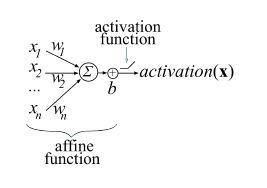 activation
function
x1 w1
x2 w2 Σ + activation(x)
... b
xn wn
affine
function